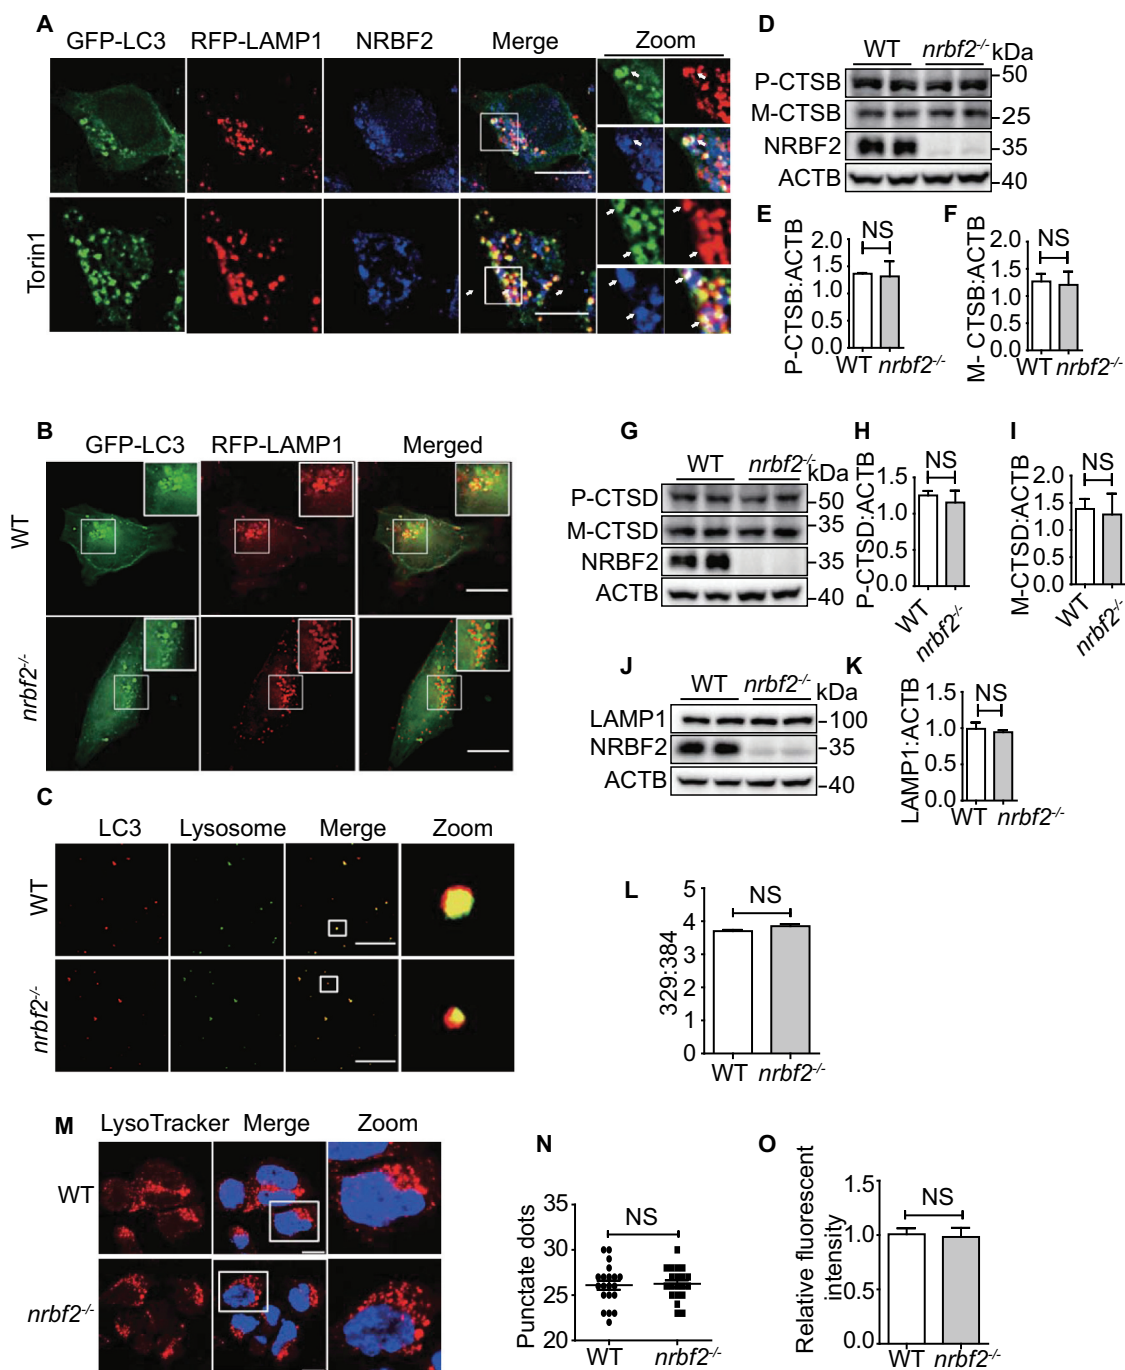 A
GFP-LC3 RFP-LAMP1 NRBF2 Merge Zoom
Torin1
B
GFP-LC3 RFP-LAMP1 Merged
WT
nrbf2-/-
C
LC3 Lysosome Merge Zoom
WT
nrbf2-/-
D
WT nrbf2-/- kDa
P-CTSB 50
M-CTSB 25
NRBF2 35
ACTB 40
E
P-CTSB:ACTB
2.0
1.5
1.0
0.5
0.0
NS
WT nrbf2-/-
F
M- CTSB:ACTB
2.0
1.5
1.0
0.5
0.0
NS
WT nrbf2-/-
G
WT nrbf2-/- kDa
P-CTSD 50
M-CTSD 35
NRBF2 35
ACTB 40
H
P-CTSD:ACTB
1.5
1.0
0.5
0.0
NS
WT nrbf2-/-
I
M-CTSD:ACTB
2.0
1.5
1.0
0.5
0.0
NS
WT nrbf2-/-
J
WT nrbf2-/- kDa
LAMP1 100
NRBF2 35
ACTB 40
K
LAMP1:ACTB
1.5
1.0
0.5
0.0
NS
WT nrbf2-/-
L
329:384
5
4
3
2
1
0
NS
WT nrbf2-/-
M
LysoTracker Merge Zoom
WT
nrbf2-/-
N
Punctate dots
35
30
25
20
NS
WT nrbf2-/-
O
Relative fluorescent
intensity
1.5
1.0
0.5
0.0
NS
WT nrbf2-/-